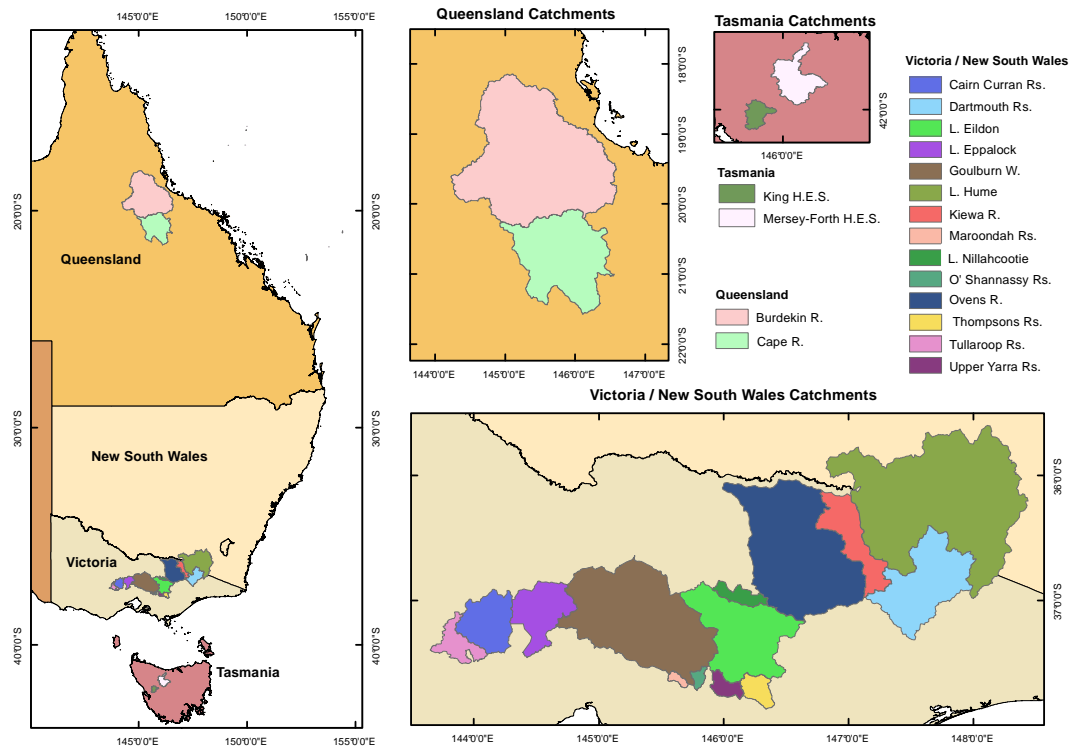 145°0'0"E 150°0'0"E 155°0'0"E
20°0'0"S
30°0'0"S
40°0'0"S
Queensland
New South Wales
Victoria
Tasmania
20°0'0"S
30°0'0"S
40°0'0"S
145°0'0"E 150°0'0"E 155°0'0"E
Queensland Catchments
18°0'0"S
19°0'0"S
20°0'0"S
21°0'0"S
22°0'0"S
144°0'0"E 145°0'0"E 146°0'0"E 147°0'0"E
Tasmania Catchments
42°0'0"S
146°0'0"E
Tasmania
King H.E.S.
Mersey-Forth H.E.S.
Queensland
Burdekin R.
Cape R.
Victoria / New South Wales
Cairn Curran Rs.
Dartmouth Rs.
L. Eildon
L. Eppalock
Goulburn W.
L. Hume
Kiewa R.
Maroondah Rs.
L. Nillahcootie
O' Shannassy Rs.
Ovens R.
Thompsons Rs.
Tullaroop Rs.
Upper Yarra Rs.
Victoria / New South Wales Catchments
36°0'0"S
37°0'0"S
144°0'0"E 145°0'0"E 146°0'0"E 147°0'0"E 148°0'0"E